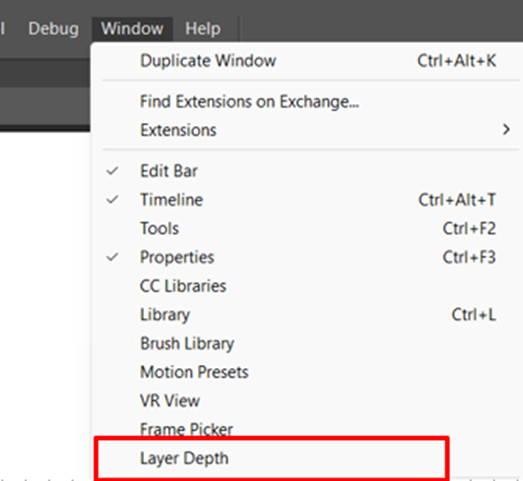 Debug Window Help
Duplicate Window Ctrl+Alt+K
Find Extensions on Exchange...
Extensions
Edit Bar
Timeline Ctrl+Alt+T
Tools Ctrl+F2
Properties Ctrl+F3
CC Libraries
Library Ctrl+L
Brush Library
Motion Presets
VR View
Frame Picker
Layer Depth